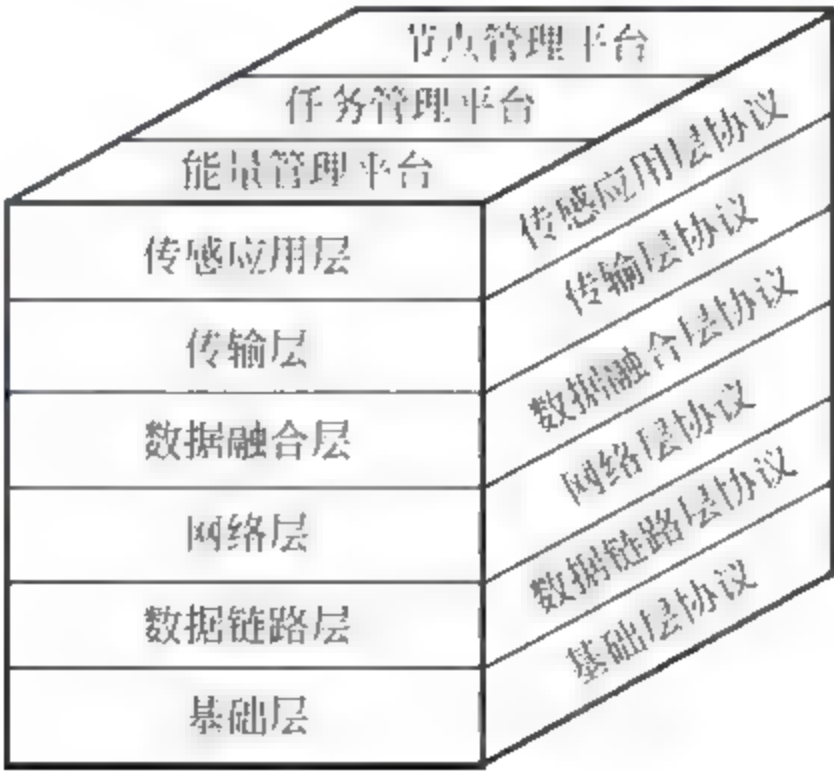 节点管理平台
任务管理平台
能量管理平台
传感应用层
传输层
数据融合层
网络层
数据链路层
基础层
传感应用层协议
传输层协议
数据融合层协议
网络层协议
数据链路层协议
基础层协议